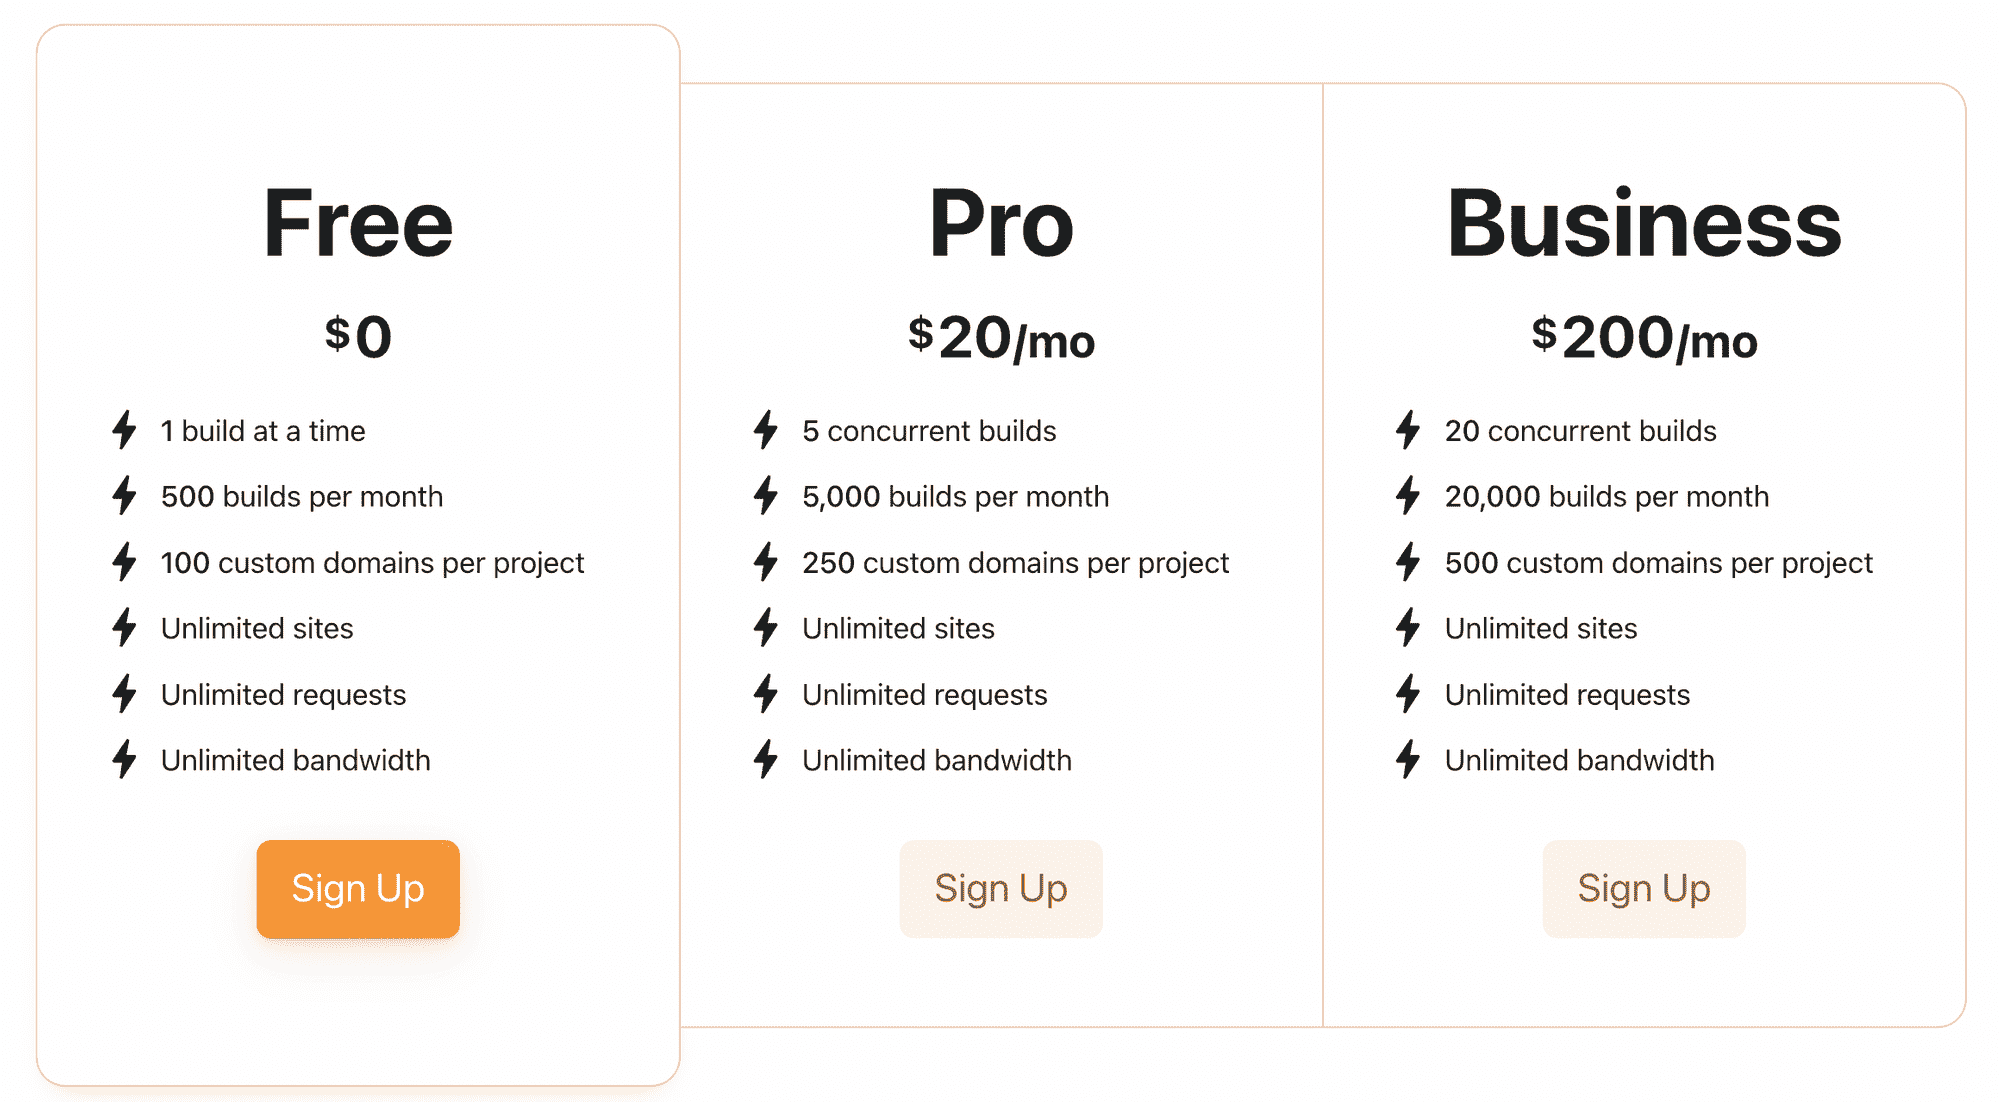 Free
$0
1 build at a time
500 builds per month
100 custom domains per project
Unlimited sites
Unlimited requests
Unlimited bandwidth
Sign Up
Pro
$20/mo
5 concurrent builds
5,000 builds per month
250 custom domains per project
Unlimited sites
Unlimited requests
Unlimited bandwidth
Sign Up
Business
$200/mo
20 concurrent builds
20,000 builds per month
500 custom domains per project
Unlimited sites
Unlimited requests
Unlimited bandwidth
Sign Up